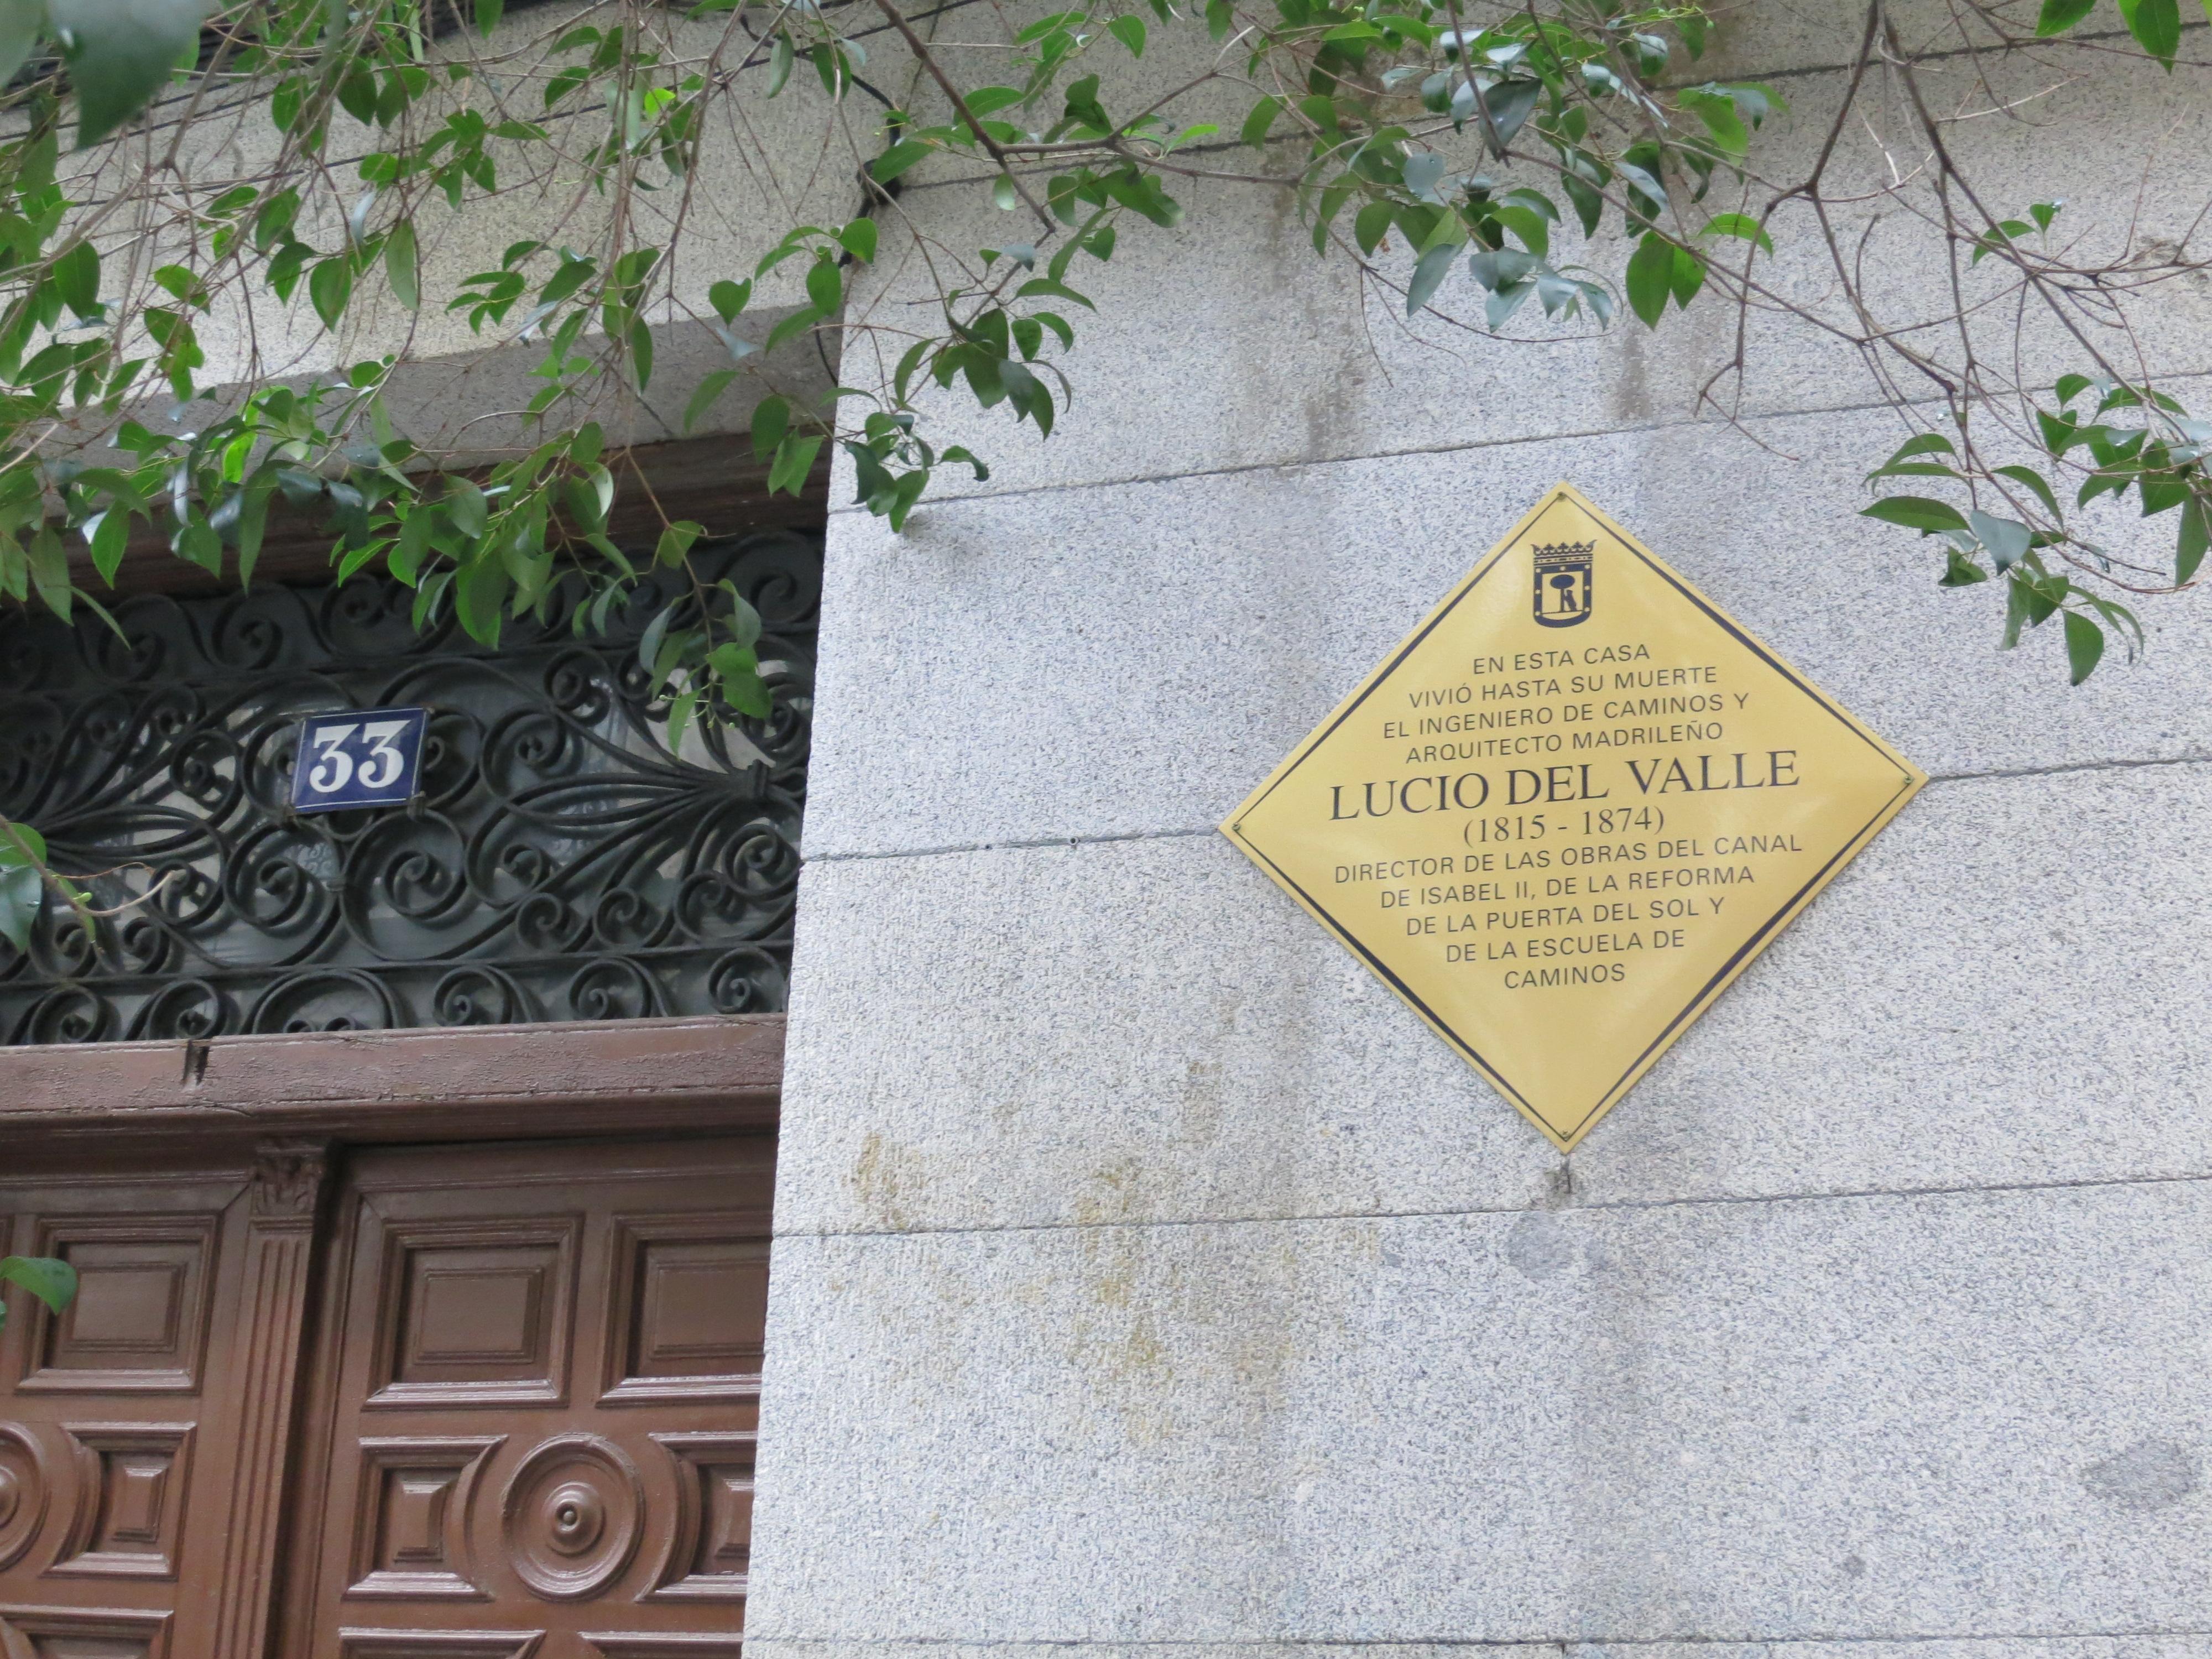 33
EN ESTA CASA
VIVIÓ HASTA SU MUERTE
EL INGENIERO DE CAMINOS Y
ARQUITECTO MADRILEÑO
LUCIO DEL VALLE
(1815 - 1874)
DIRECTOR DE LAS OBRAS DEL CANAL
DE ISABEL II, DE LA REFORMA
DE LA PUERTA DEL SOL Y
DE LA ESCUELA DE
CAMINOS